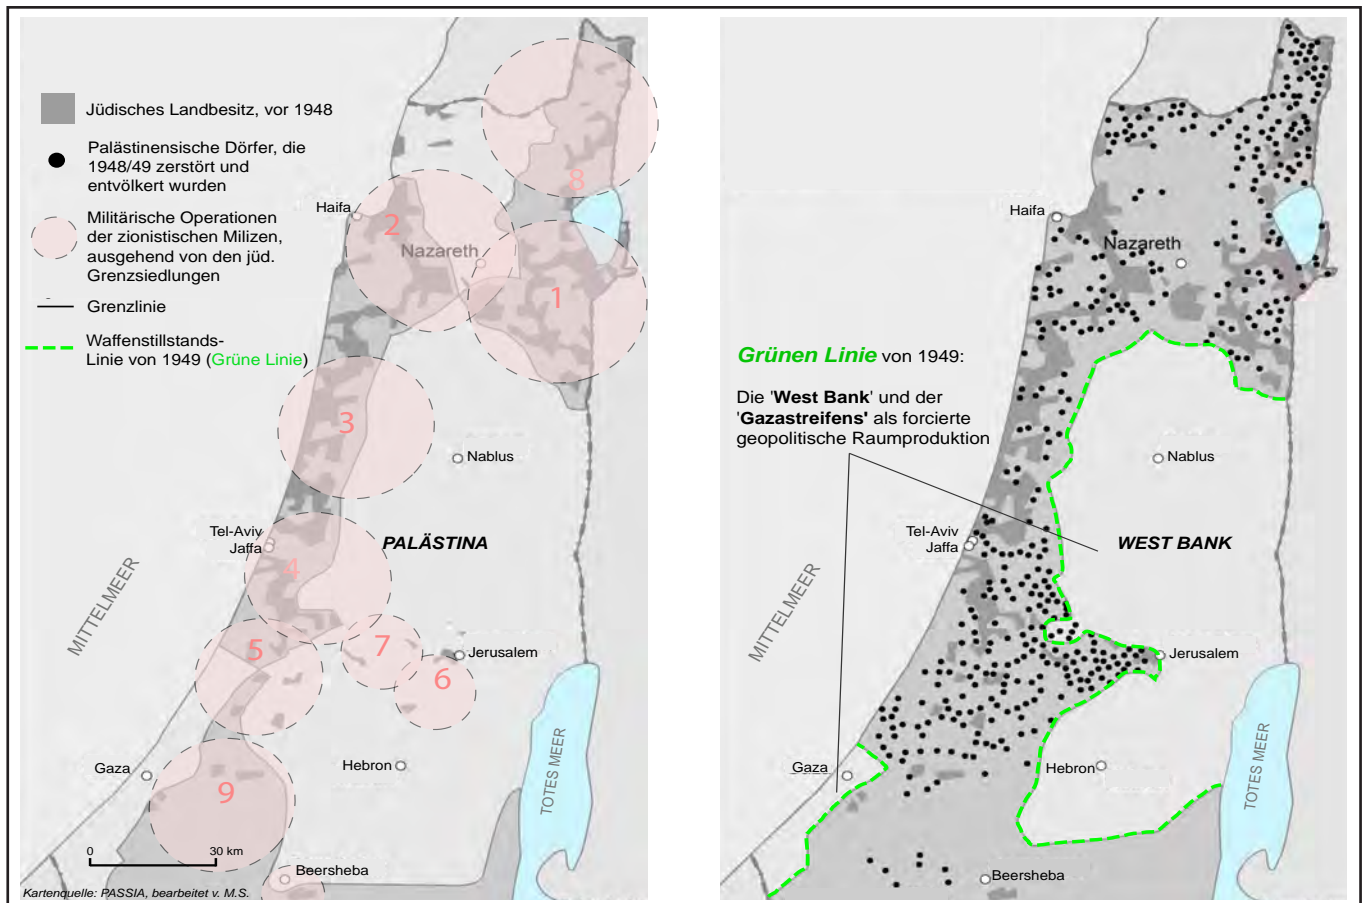 Jüdisches Landbesitz, vor 1948
Palästinensische Dörfer, die
1948/49 zerstört und
entvölkert wurden
Militärische Operationen
der zionistischen Milizen,
ausgehend von den jüd.
Grenzsiedlungen
Grenzlinie
Waffenstillstands-
Linie von 1949 (Grüne Linie)
8
Haifa
2
Nazareth
1
3
Nablus
Tel-Aviv
Jaffa
PALÄSTINA
4
MITTELMEER
5
7
Jerusalem
6
TOTES MEER
Gaza
Hebron
9
0 30 km
Beersheba
Kartenquelle: PASSIA, bearbeitet v. M.S.
Haifa
Nazareth
Grünen Linie von 1949:
Die 'West Bank' und der
'Gazastreifens' als forcierte
geopolitische Raumproduktion
Nablus
Tel-Aviv
Jaffa
WEST BANK
MITTELMEER
Jerusalem
TOTES MEER
Gaza
Hebron
Beersheba